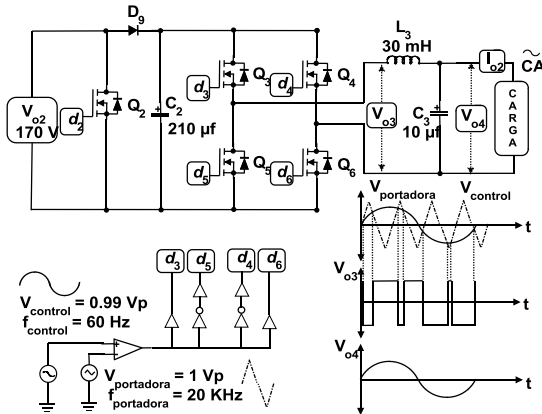 D9
L3
30 mH
Io2
CA
Vo2
170 V
d2
Q2
C2
210 µf
d3
Q3
d4
Q4
Vo3
C3
10 µf
Vo4
CARGA
d5
Q5
d6
Q6
Vportadora
Vcontrol
t
Vo3
t
Vo4
t
d3
d5
d4
d6
Vcontrol = 0.99 Vp
fcontrol = 60 Hz
Vportadora = 1 Vp
fportadora = 20 KHz